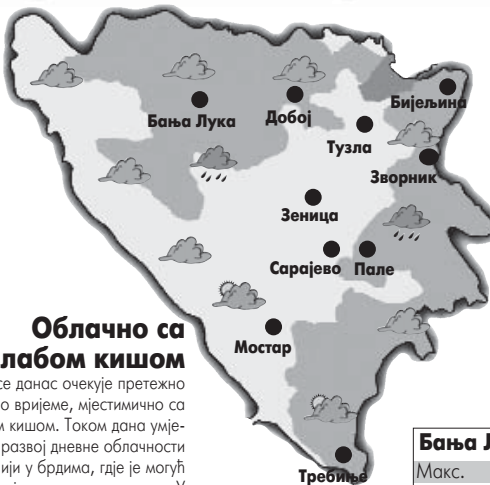 Бања Лука
Добој
Бијељина
Тузла
Зворник
Зеница
Сарајево
Пале
Мостар
Требиње
Облачно са
лабом кишом
се данас очекује претежно
о вријеме, мјестимично са
м кишом. Током дана умје-
развој дневне облачности
ији у брдима, гдје је могућ
Бања Ј
Макс.